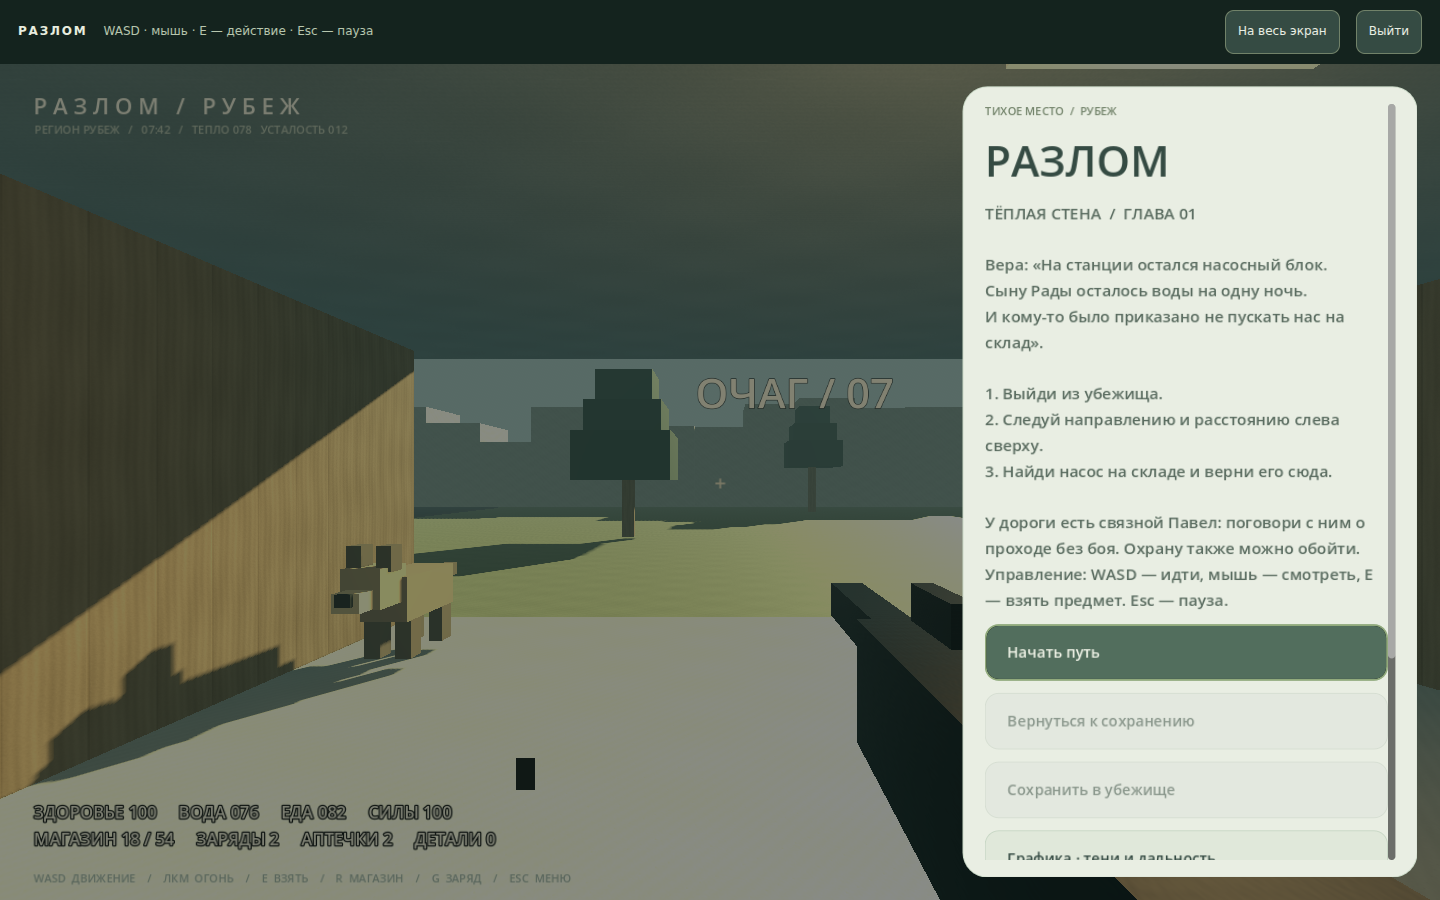 РАЗЛОМ WASD · мышь · E — действие · Esc — пауза На весь экран Выйти
РАЗЛОМ / РУБЕЖ
РЕГИОН РУБЕЖ / 07:42 / ТЕПЛО 078 УСТАЛОСТЬ 012
ОЧАГ / 07
ТИХОЕ МЕСТО / РУБЕЖ
РАЗЛОМ
ТЁПЛАЯ СТЕНА / ГЛАВА 01
Вера: «На станции остался насосный блок.
Сыну Рады осталось воды на одну ночь.
И кому-то было приказано не пускать нас на
склад».
1. Выйди из убежища.
2. Следуй направлению и расстоянию слева
сверху.
3. Найди насос на складе и верни его сюда.
У дороги есть связной Павел: поговори с ним о
проходе без боя. Охрану также можно обойти.
Управление: WASD — идти, мышь — смотреть, E
— взять предмет. Esc — пауза.
Начать путь
Вернуться к сохранению
Сохранить в убежище
Графика · тени и дальность
ЗДОРОВЬЕ 100 ВОДА 076 ЕДА 082 СИЛЫ 100
МАГАЗИН 18 / 54 ЗАРЯДЫ 2 АПТЕЧКИ 2 ДЕТАЛИ 0
WASD ДВИЖЕНИЕ / ЛКМ ОГОНЬ / E ВЗЯТЬ / R МАГАЗИН / G ЗАРЯД / ESC МЕНЮ